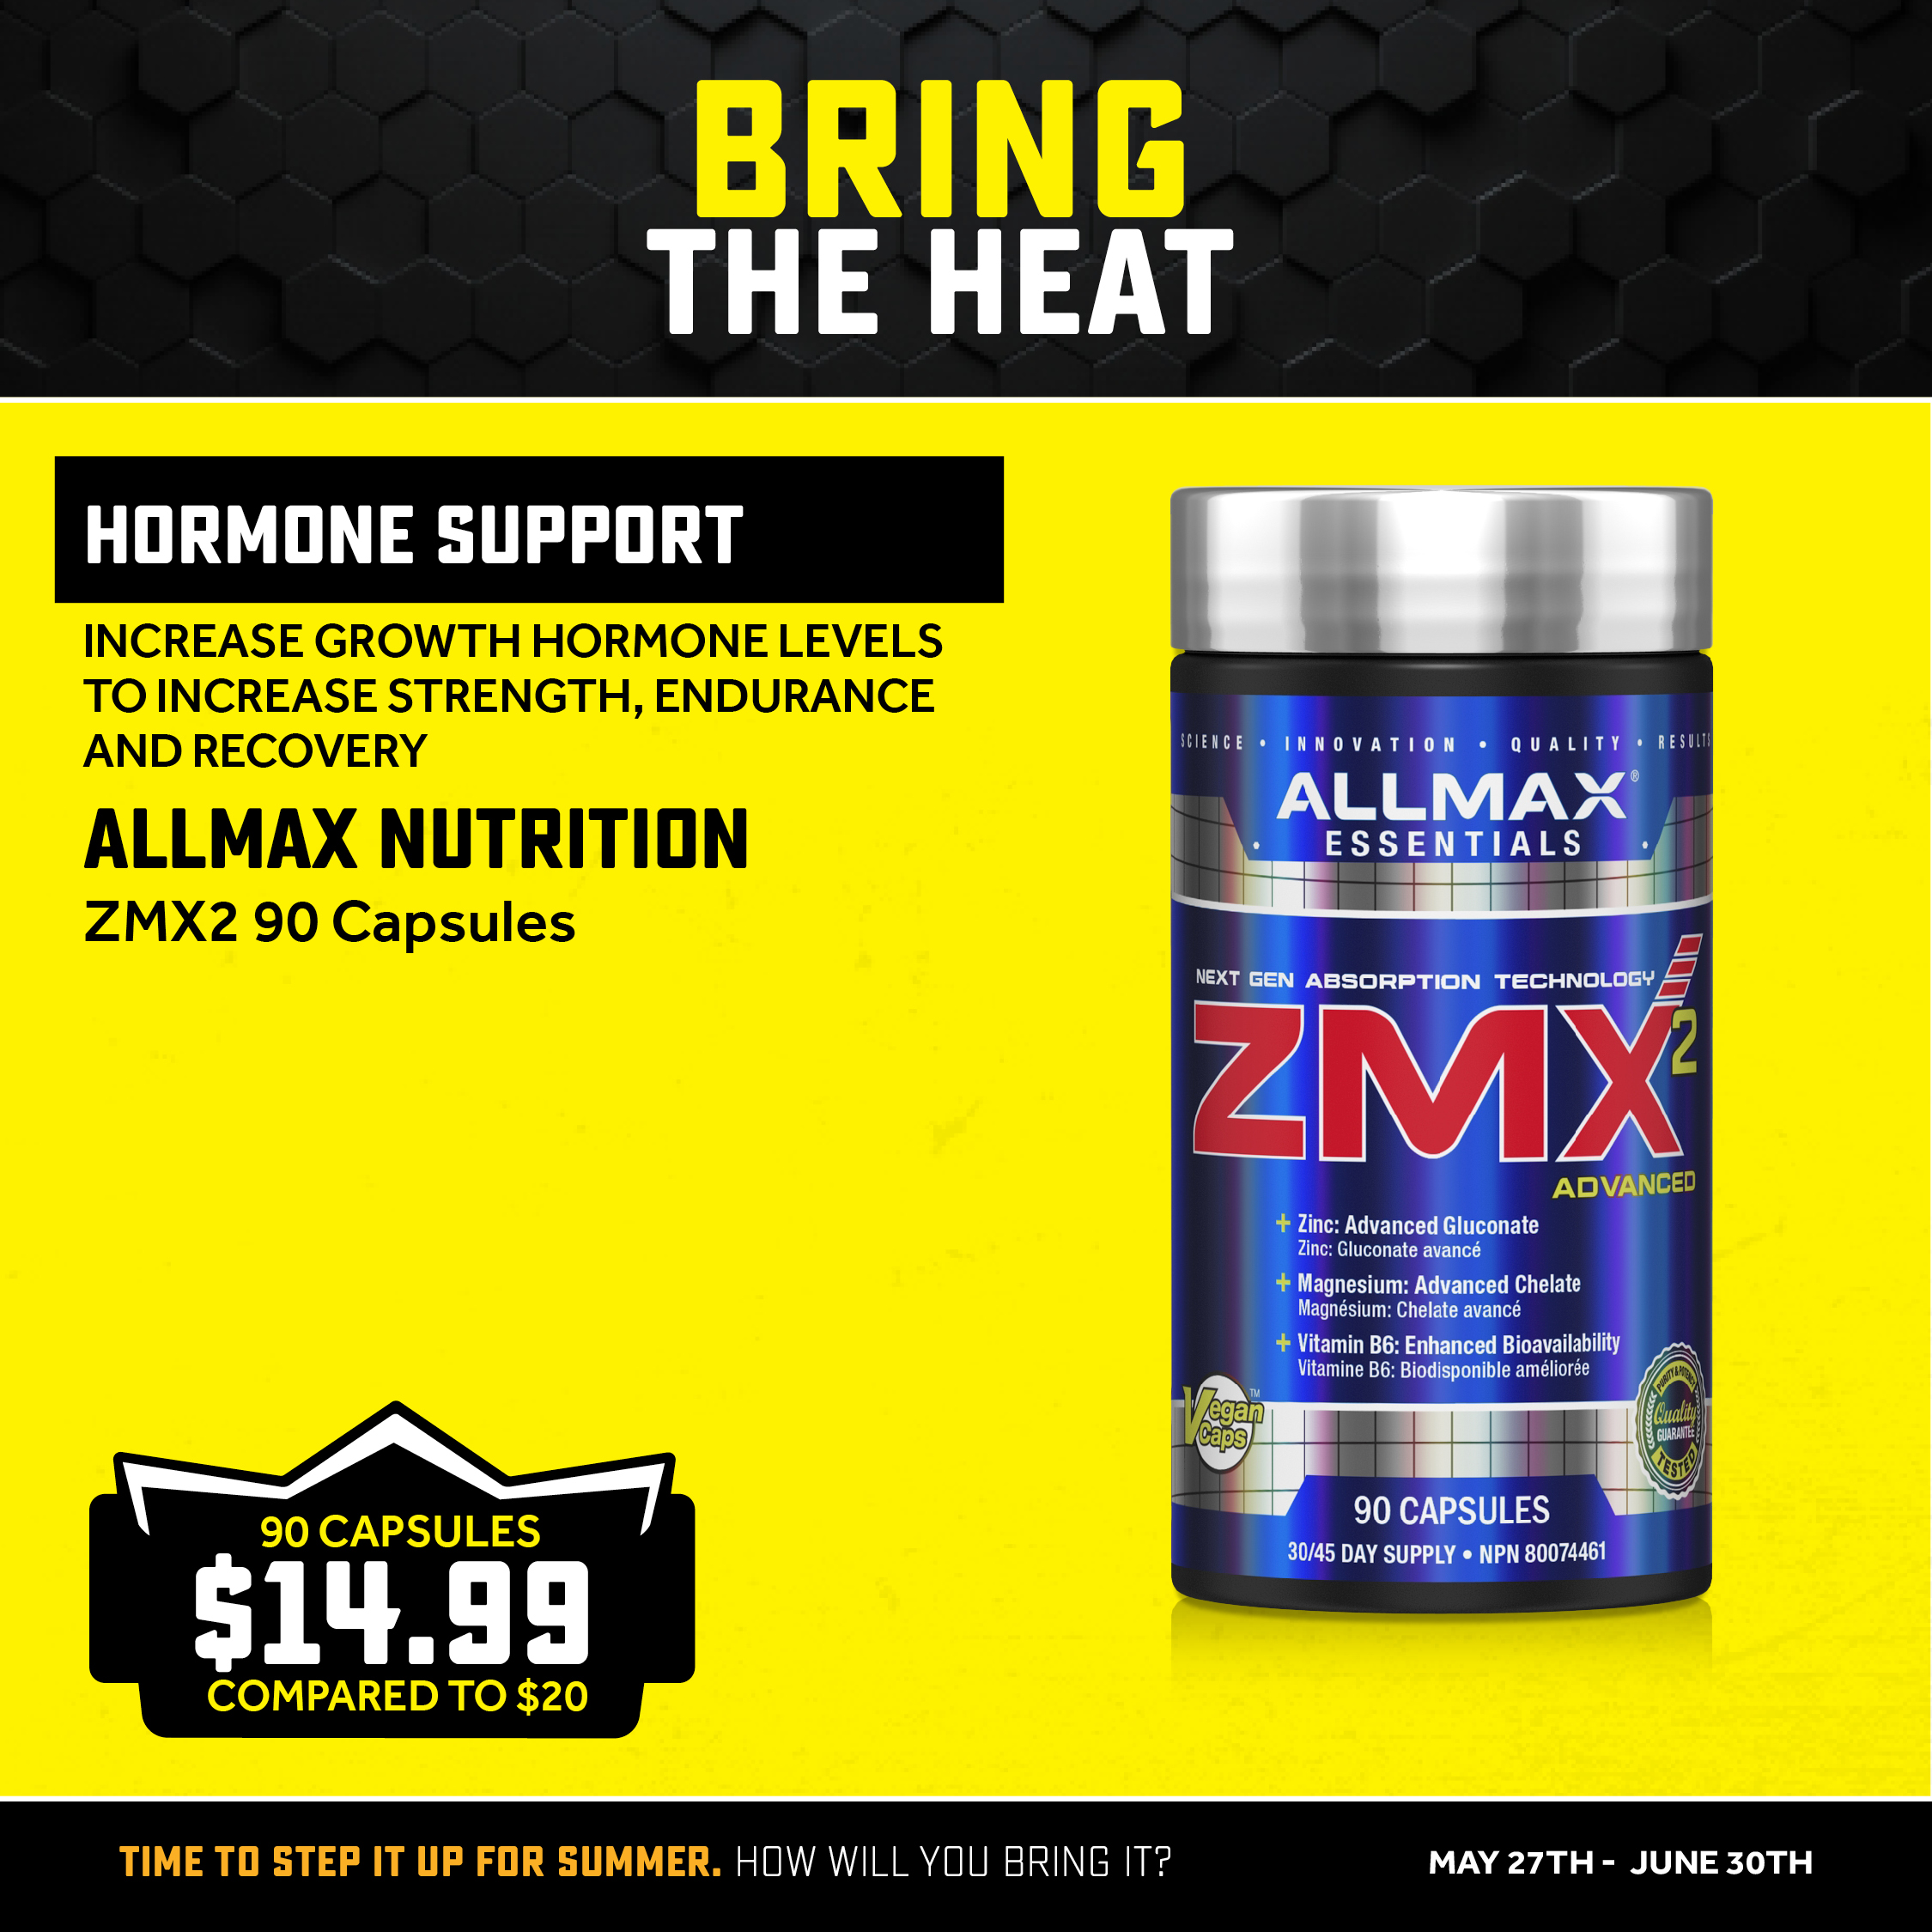 BRING
THE HEAT
HORMONE SUPPORT
INCREASE GROWTH HORMONE LEVELS
TO INCREASE STRENGTH, ENDURANCE
AND RECOVERY
ALLMAX NUTRITION
ZMX2 90 Capsules
SCIENCE • INNOVATION • QUALITY • RESULTS
ALLMAX®
ESSENTIALS
NEXT GEN ABSORPTION TECHNOLOGY
ZMX2
ADVANCED
+ Zinc: Advanced Gluconate
Zinc: Gluconate avancé
+ Magnesium: Advanced Chelate
Magnésium: Chelate avancé
+ Vitamin B6: Enhanced Bioavailability
Vitamine B6: Biodisponible améliorée
Vegan™
Caps
PURITY & POTENCY
Quality
GUARANTEE
TESTED
90 CAPSULES
30/45 DAY SUPPLY • NPN 80074461
90 CAPSULES
$14.99
COMPARED TO $20
TIME TO STEP IT UP FOR SUMMER. HOW WILL YOU BRING IT?
MAY 27TH - JUNE 30TH